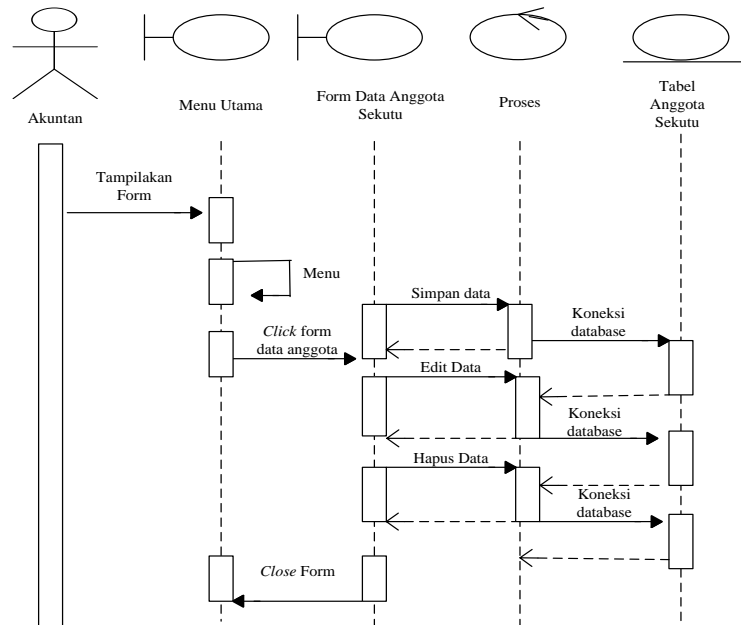 Akuntan
Menu Utama
Form Data Anggota
Sekutu
Proses
Tabel
Anggota
Sekutu
Tampilakan
Form
Menu
Simpan data
Koneksi
database
Click form
data anggota
Edit Data
Koneksi
database
Hapus Data
Koneksi
database
Close Form